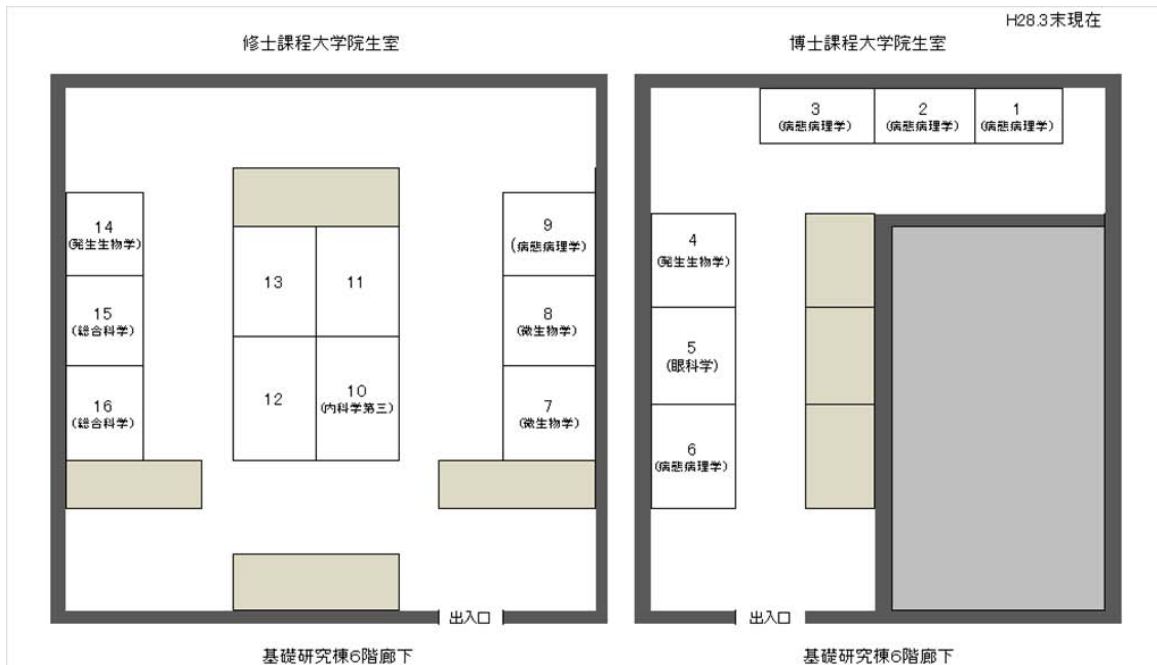 H28.3末現在
修士課程大学院生室
博士課程大学院生室
3
(病態病理学)
2
(病態病理学)
1
(病態病理学)
14
(発生生物学)
15
(総合科学)
16
(総合科学)
13
11
12
10
(内科学第三)
9
(病態病理学)
8
(微生物学)
7
(微生物学)
4
(発生生物学)
5
(眼科学)
6
(病態病理学)
出入口
出入口
基礎研究棟6階廊下
基礎研究棟6階廊下